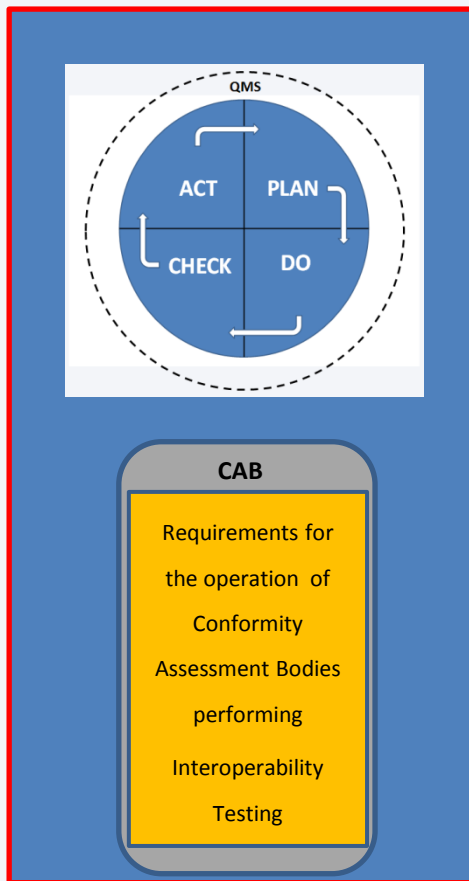 QMS
ACT PLAN
CHECK DO
CAB
Requirements for
the operation of
Conformity
Assessment Bodies
performing
Interoperability
Testing